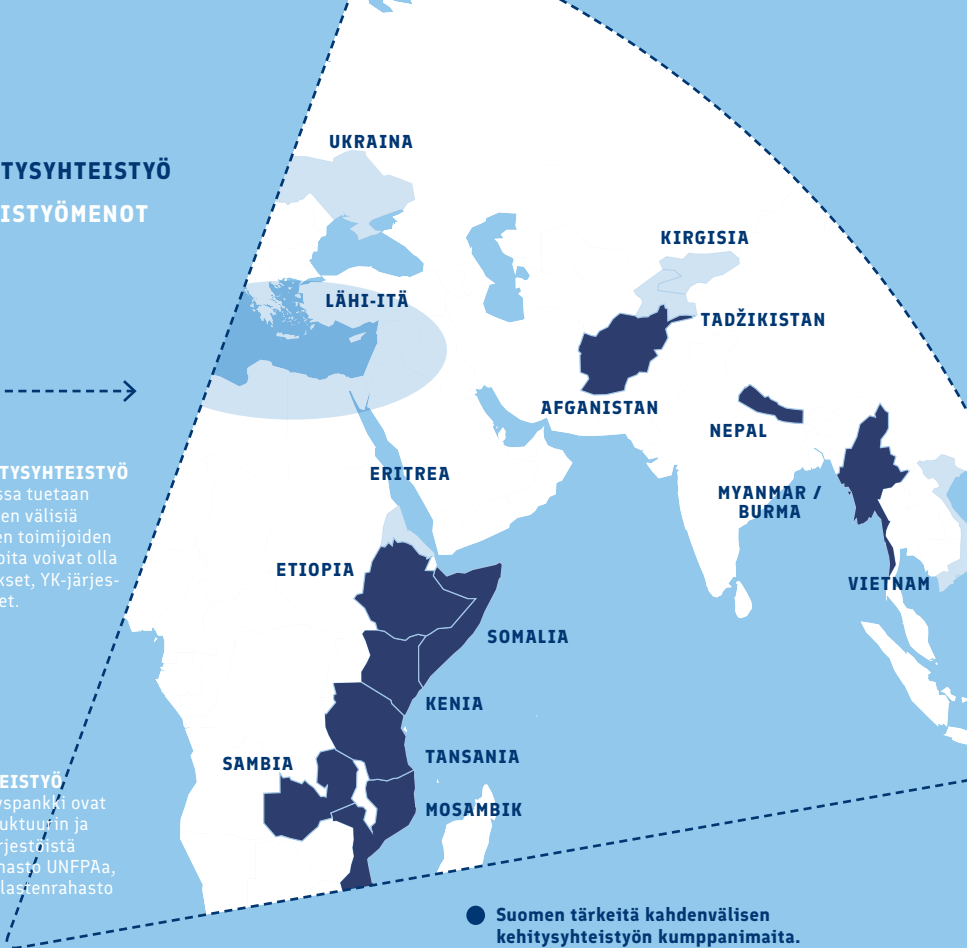 TYSYHTEISTYÖ
ISTYÖMENOT
TYSYHTEISTYÖ
ssa tuetaan
en välisiä
en toimijoiden
oita voivat olla
kset, YK-järjes-
et.
EISTYÖ
yspankki ovat
uktuurin ja
rjestöistä
hasto UNFPAa,
lastenrahasto
UKRAINA
KIRGISIA
LÄHI-ITÄ
TADŽIKISTAN
AFGANISTAN
NEPAL
ERITREA
MYANMAR /
BURMA
ETIOPIA
VIETNAM
SOMALIA
KENIA
SAMBIA
TANSANIA
MOSAMBIK
Suomen tärkeitä kahdenvälisen
kehitysyhteistyön kumppanimaita.